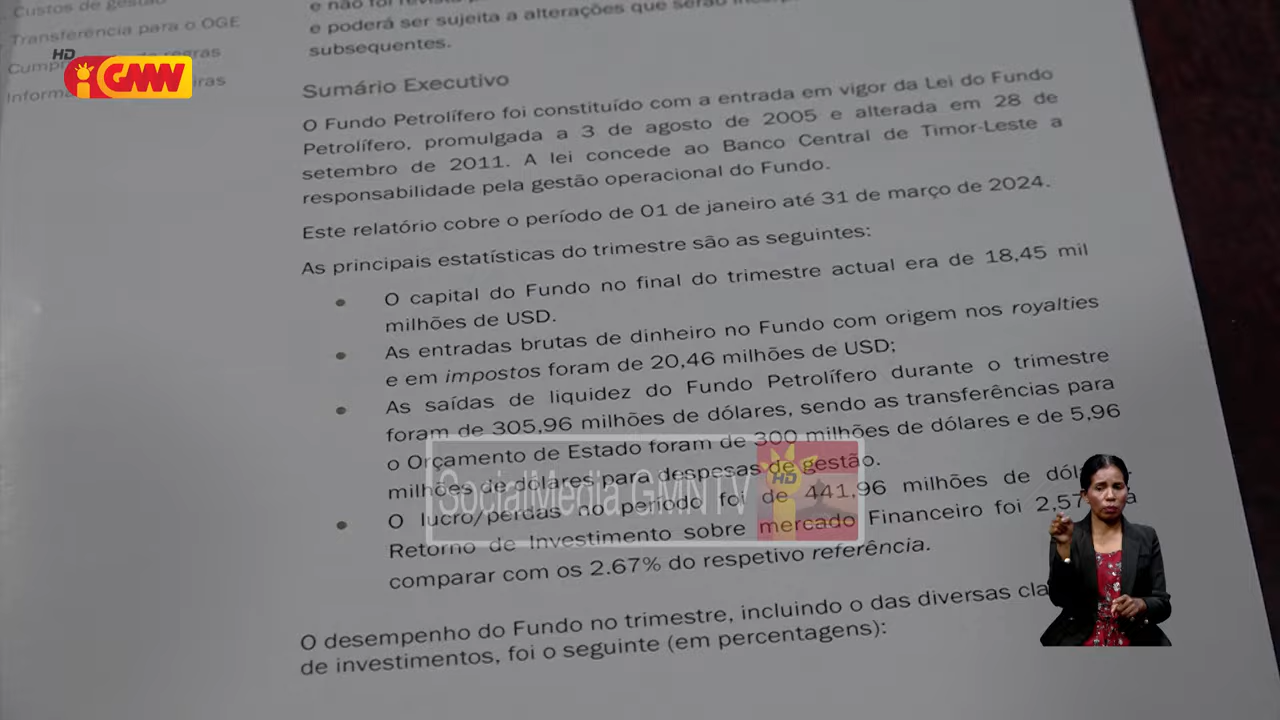 Custos de gestão
Transferência para o OGE
regras
HD
GMN
e não foi
e poderá ser sujeita a alterações que serão
subsequentes.
Sumário Executivo
O Fundo Petrolífero foi constituído com a entrada em vigor da Lei do Fundo
Petrolífero, promulgada a 3 de agosto de 2005 e alterada em 28 de
setembro de 2011. A lei concede ao Banco Central de Timor-Leste a
responsabilidade pela gestão operacional do Fundo.
Este relatório cobre o período de 01 de janeiro até 31 de março de 2024.
As principais estatísticas do trimestre são as seguintes:
• O capital do Fundo no final do trimestre actual era de 18,45 mil
milhões de USD.
• As entradas brutas de dinheiro no Fundo com origem nos royalties
e em impostos foram de 20,46 milhões de USD;
• As saídas de liquidez do Fundo Petrolífero durante o trimestre
foram de 305,96 milhões de dólares, sendo as transferências para
o Orçamento de Estado foram de 300 milhões de dólares e de 5,96
milhões de dólares para despesas de gestão.
• O lucro/perdas no período foi de 441,96 milhões de
Retorno de Investimento sobre mercado Financeiro foi 2,57 a
comparar com os 2.67% do respetivo referência.
SocialMedia GMNTV
HD
O desempenho do Fundo no trimestre, incluindo o das diversas
de investimentos, foi o seguinte (em percentagens):